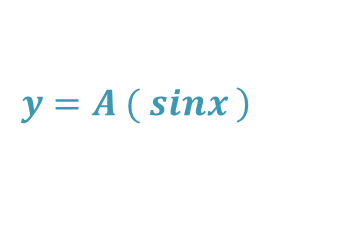 y = A ( sinx )